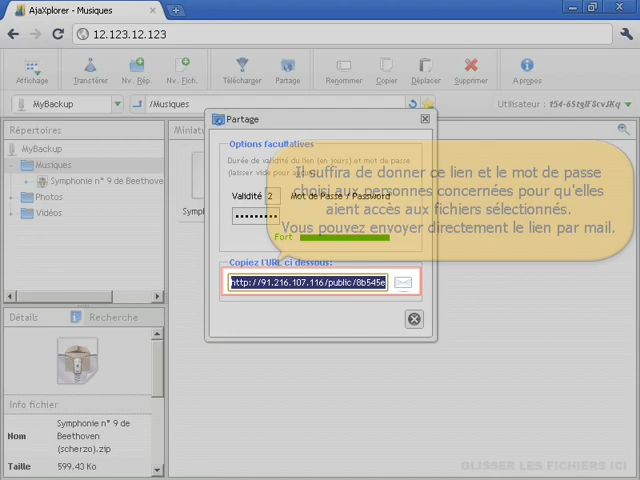 AjaXplorer - Musiques
12.123.12.123
Affichage
Transférer
Nv. Rép.
Nv. Fich.
Télécharger
Partage
Renommer
Copier
Déplacer
Supprimer
A propos
MyBackup
/Musiques
Utilisateur :
Répertoires
MyBackup
Musiques
Symphonie n° 9 de Beethove
Photos
Vidéos
Partage
Options facultatives
Durée de validité du lien (en jours) et mot de passe
(laisser vide pour
Validité 2 Mot de Passe / Password
Fort
Il suffira de donner ce lien et le mot de passe
choisi aux personnes concernées pour qu'elles
aient accès aux fichiers sélectionnés.
Vous pouvez envoyer directement le lien par mail.
Copiez l'URL ci dessous:
http://91.216.107.116/public/8b545e
Détails
Recherche
Info fichier
Nom
Symphonie n° 9 de
Beethoven
(scherzo).zip
Taille
599.43 Ko
GLISSER LES FICHIERS ICI